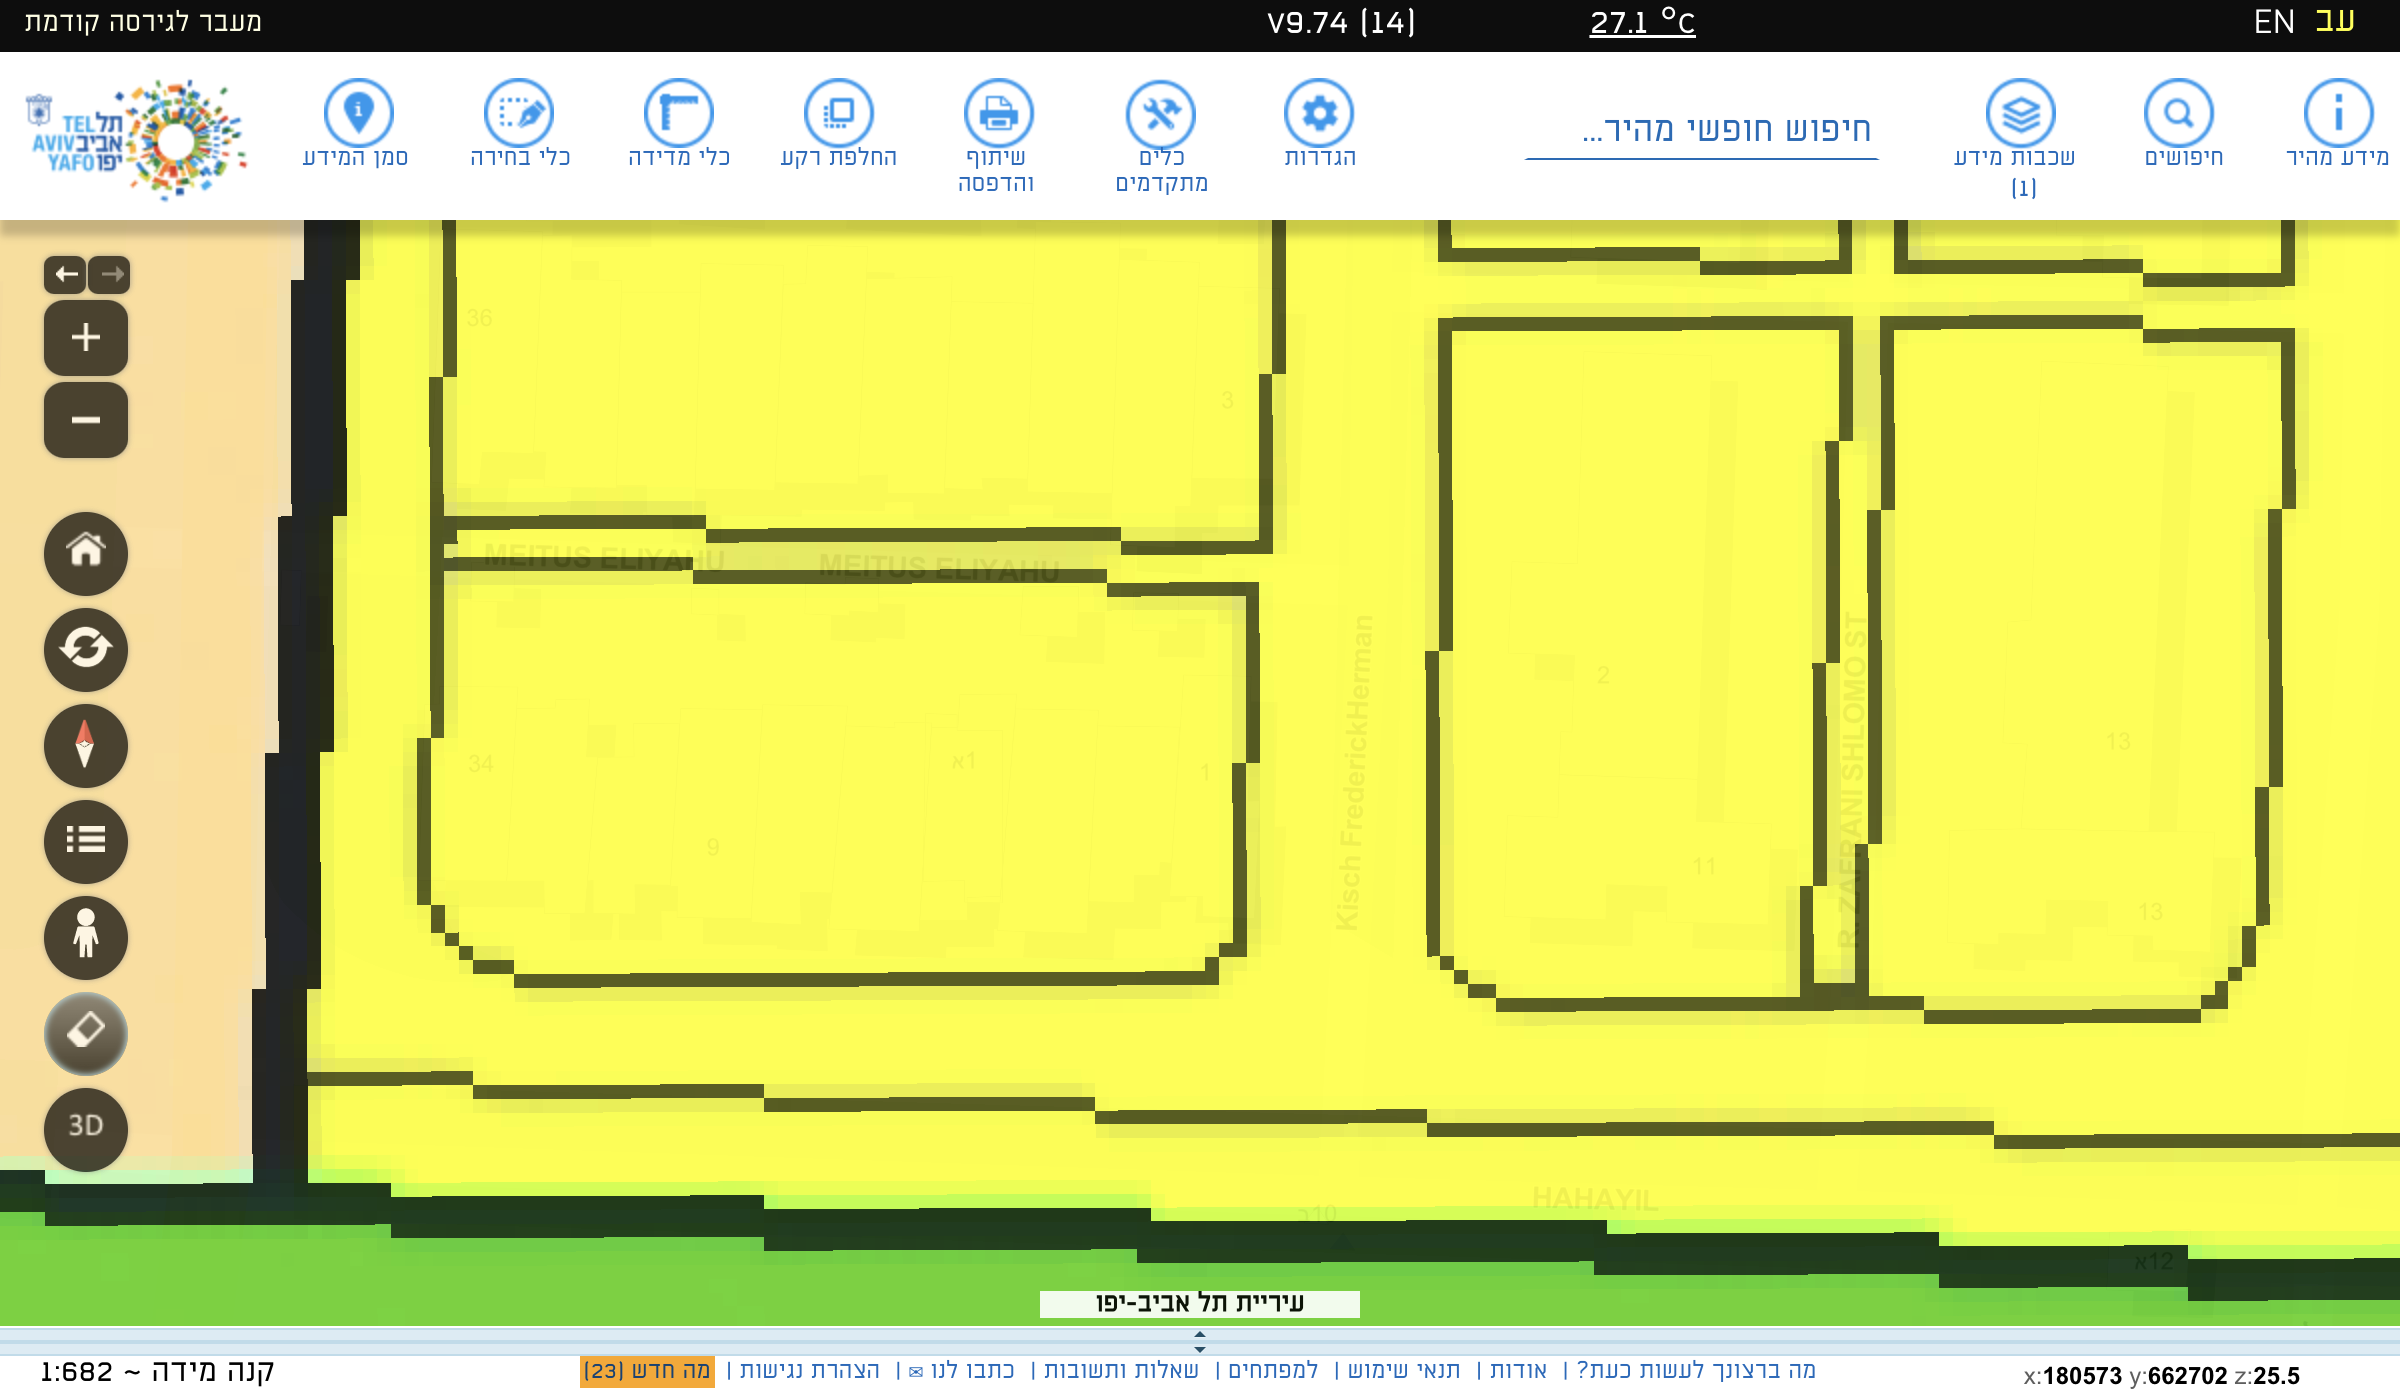 מעבר לגירסה קודמת
V9.74 (14)
27.1 °C
EN עב
TEL תל
AVIV אביב
YAFO יפו
סמן המידע
כלי בחירה
כלי מדידה
החלפת רקע
שיתוף והדפסה
כלים מתקדמים
הגדרות
חיפוש חופשי מהיר...
שכבות מידע (1)
חיפושים
מידע מהיר
36
3
MEITUS ELIYAHU
MEITUS ELIYAHU
Kisch FrederickHerman
R. ZAFRANI SHLOMO ST
2
13
34
1א
1
9
11
13
HAHAYIL
10ב
12א
3D
עיריית תל אביב-יפו
קנה מידה ~ 1:682
מה ברצונך לעשות כעת? | אודות | תנאי שימוש | למפתחים | שאלות ותשובות | כתבו לנו ✉ | הצהרת נגישות | מה חדש (23)
x:180573 y:662702 z:25.5